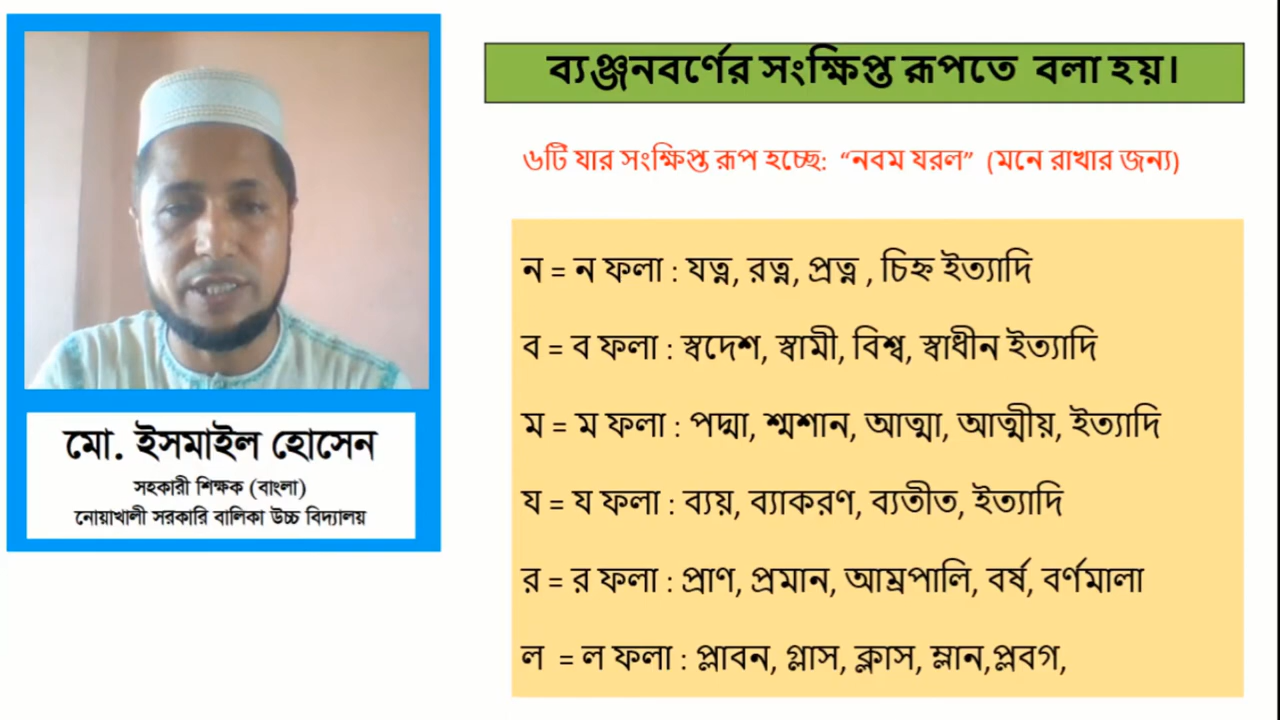 মো. ইসমাইল হোসেন
সহকারী শিক্ষক (বাংলা)
নোয়াখালী সরকারি বালিকা উচ্চ বিদ্যালয়
ব্যঞ্জনবর্ণের সংক্ষিপ্ত রূপতে বলা হয়।
৬টি যার সংক্ষিপ্ত রূপ হচ্ছে: “নবম যরল” (মনে রাখার জন্য)
ন = ন ফলা : যত্ন, রত্ন, প্রত্ন , চিহ্ন ইত্যাদি
ব = ব ফলা : স্বদেশ, স্বামী, বিশ্ব, স্বাধীন ইত্যাদি
ম = ম ফলা : পদ্মা, শ্মশান, আত্মা, আত্মীয়, ইত্যাদি
য = য ফলা : ব্যয়, ব্যাকরণ, ব্যতীত, ইত্যাদি
র = র ফলা : প্রাণ, প্রমান, আম্রপালি, বর্ষ, বর্ণমালা
ল = ল ফলা : প্লাবন, গ্লাস, ক্লাস, ম্লান,প্লবগ,